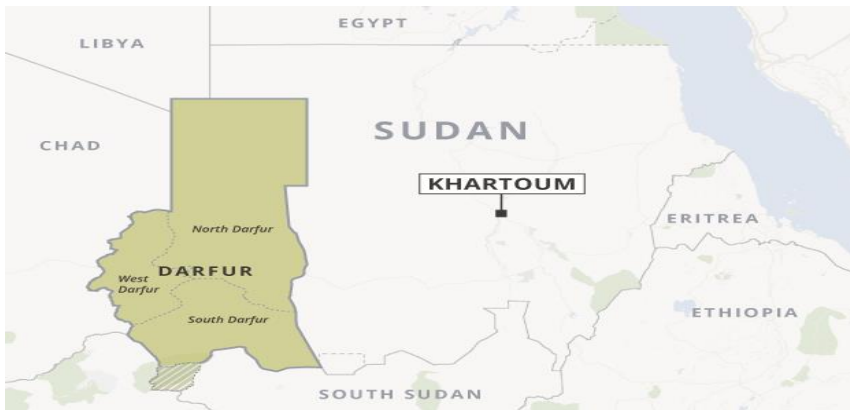 EGYPT
LIBYA
SUDAN
CHAD
KHARTOUM
ERITREA
North Darfur
DARFUR
West
Darfur
South Darfur
ETHIOPIA
SOUTH SUDAN